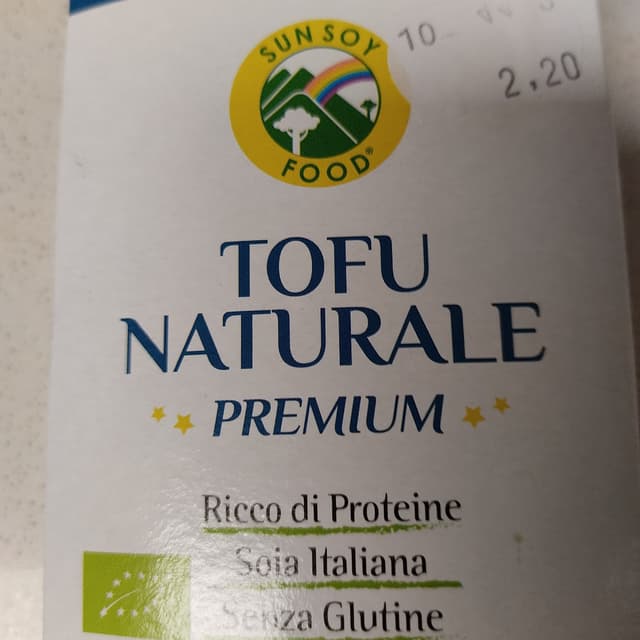 SUN SOY
FOOD®
10
2,20
TOFU
NATURALE
PREMIUM
Ricco di Proteine
Soia Italiana
Senza Glutine